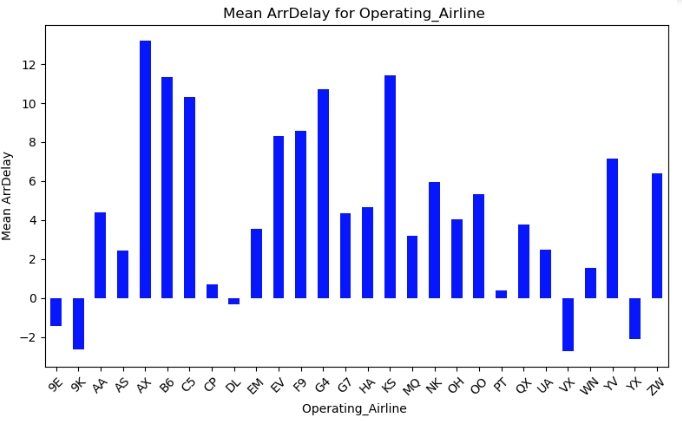 Mean ArrDelay for Operating_Airline
Mean ArrDelay
12
10
8
6
4
2
0
−2
9E 9K AA AS AX B6 C5 CP DL EM EV F9 G4 G7 HA KS MQ NK OH OO PT QX UA VX WN YV YX ZW
Operating_Airline